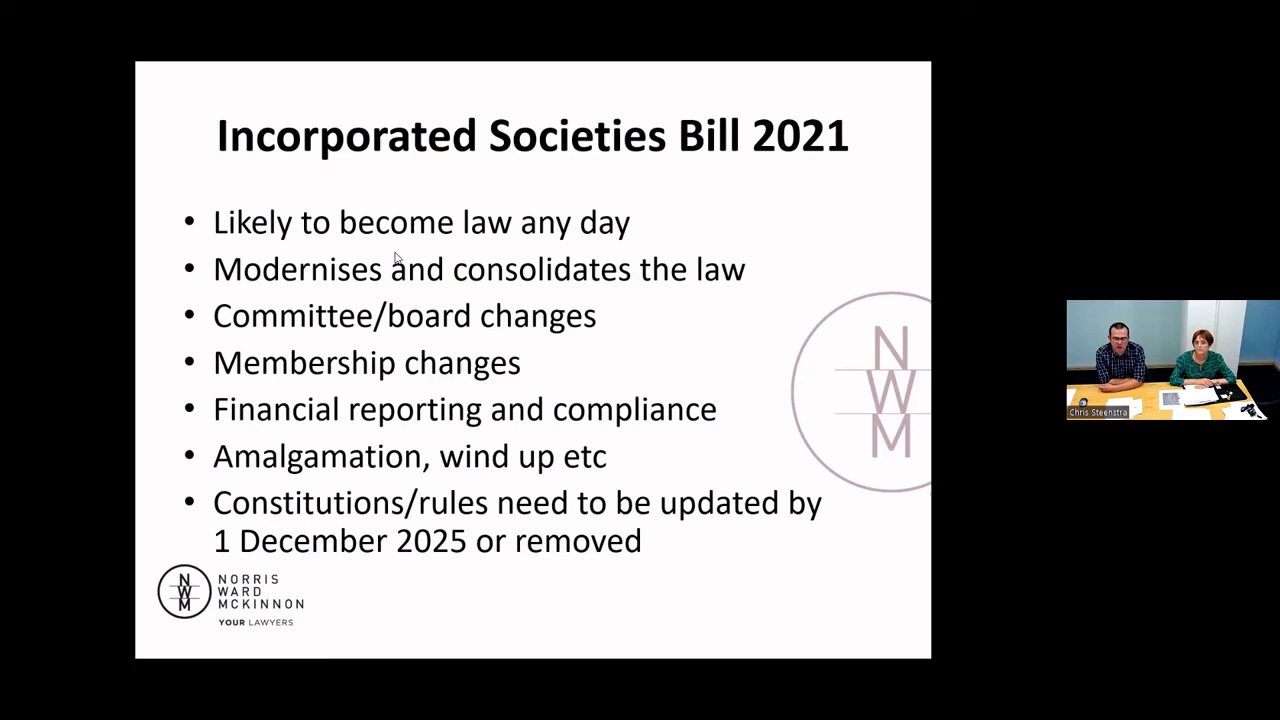 Incorporated Societies Bill 2021
• Likely to become law any day
• Modernises and consolidates the law
• Committee/board changes
• Membership changes
• Financial reporting and compliance
• Amalgamation, wind up etc
• Constitutions/rules need to be updated by
1 December 2025 or removed
N
W
M
N
W
M
NORRIS
WARD
MCKINNON
YOUR LAWYERS
Chris Steenstra